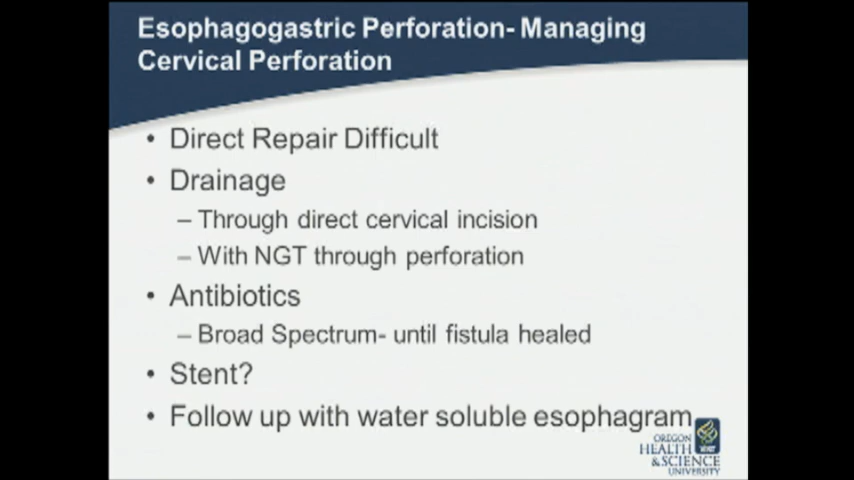 Esophagogastric Perforation- Managing
Cervical Perforation
• Direct Repair Difficult
• Drainage
– Through direct cervical incision
– With NGT through perforation
• Antibiotics
– Broad Spectrum- until fistula healed
• Stent?
• Follow up with water soluble esophagram
OREGON
HEALTH
&SCIENCE
UNIVERSITY